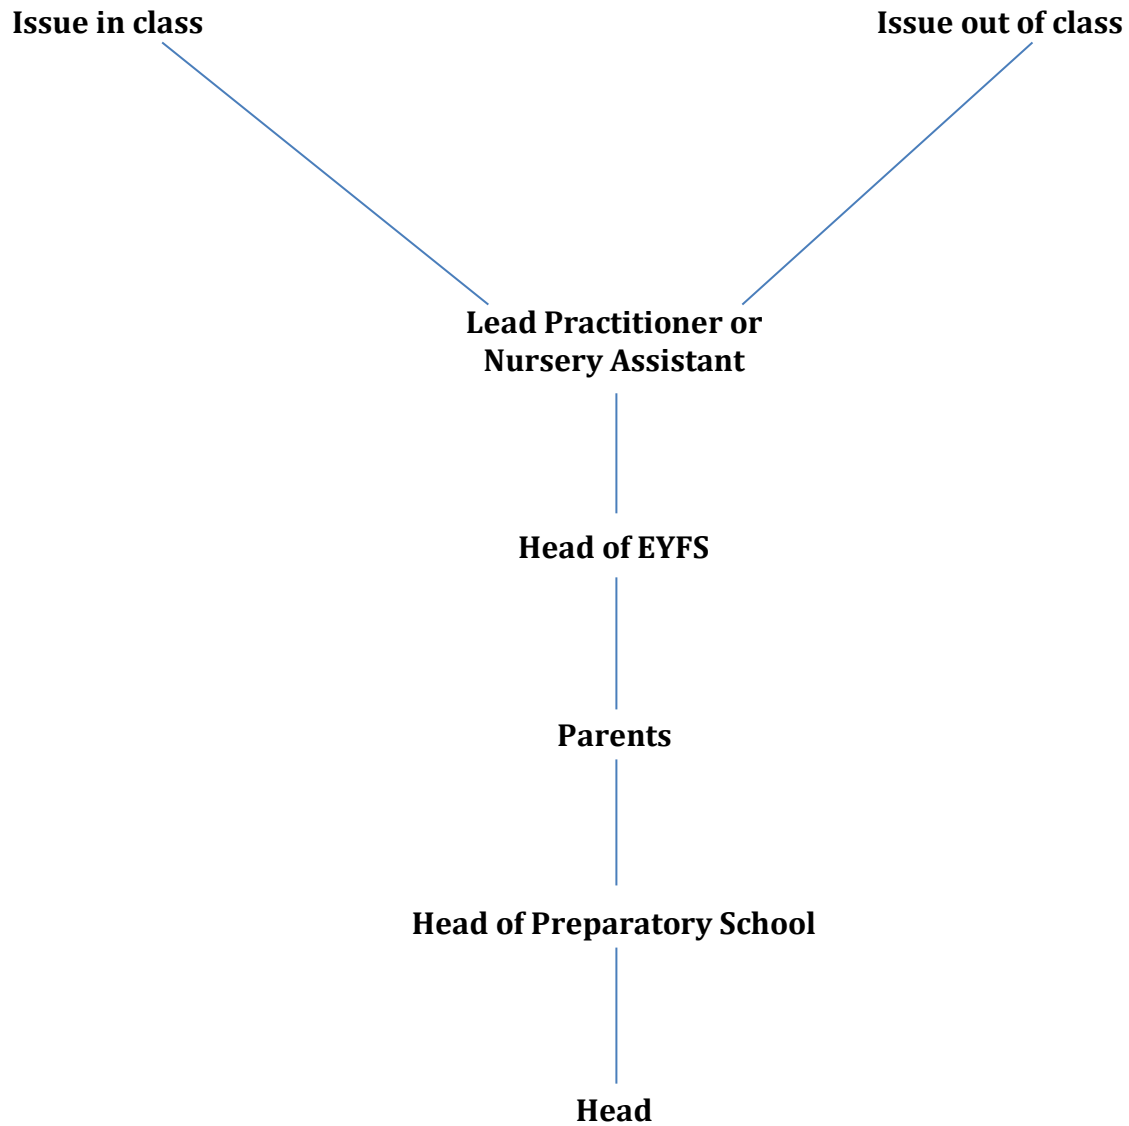 Issue in class
Issue out of class
Lead Practitioner or
Nursery Assistant
Head of EYFS
Parents
Head of Preparatory School
Head